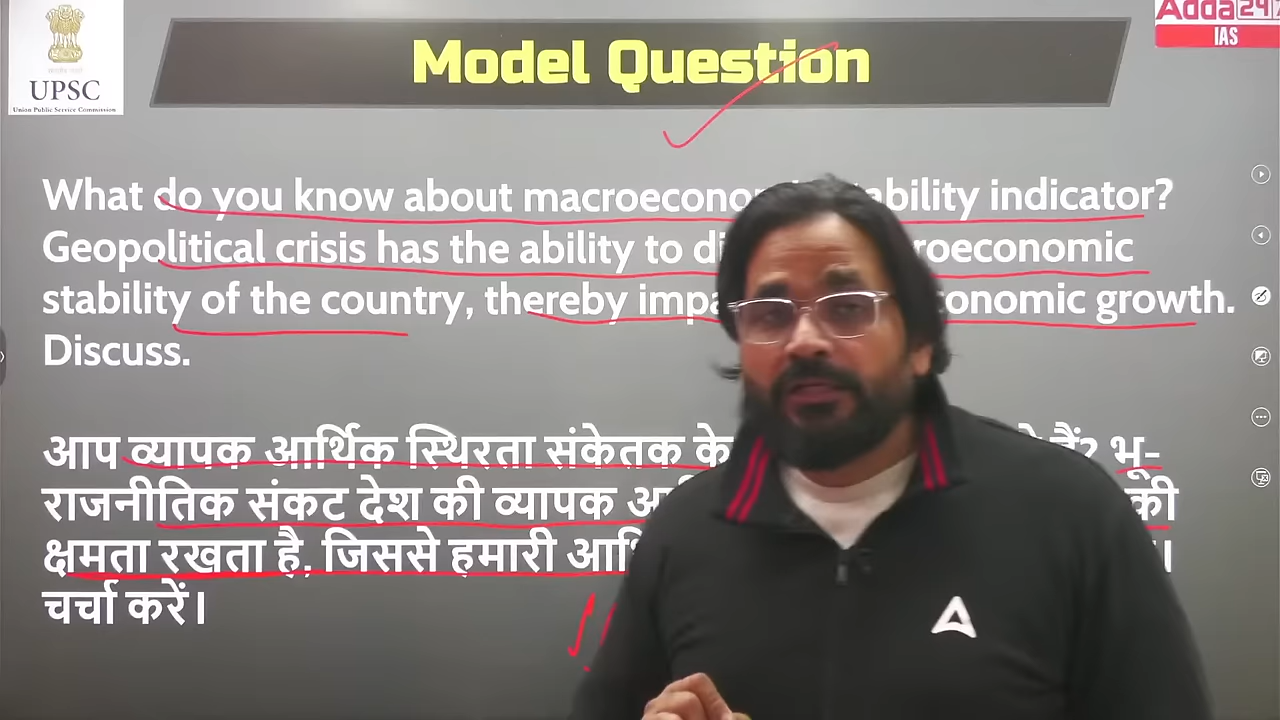 UPSC
Union Public Service Commission
Model Question
Adda247
IAS
What do you know about macroecono ability indicator?
Geopolitical crisis has the ability to di roeconomic
stability of the country, thereby impa conomic growth.
Discuss.
आप व्यापक आर्थिक स्थिरता संकेतक के हैं? भू-
राजनीतिक संकट देश की व्यापक की
क्षमता रखता है, जिससे हमारी
चर्चा करें।